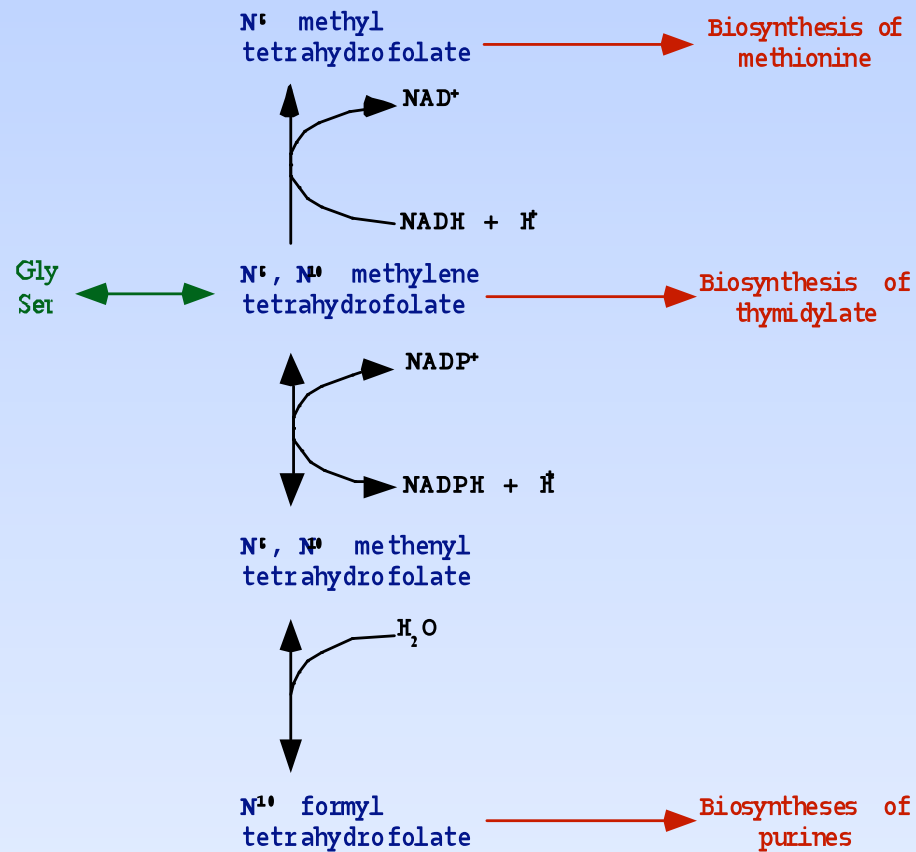 N⁵ methyl
tetrahydrofolate
Biosynthesis of
methionine
NAD⁺
NADH + H⁺
Gly
Ser
N⁵, N¹⁰ methylene
tetrahydrofolate
Biosynthesis of
thymidylate
NADP⁺
NADPH + H⁺
N⁵, N¹⁰ methenyl
tetrahydrofolate
H₂O
N¹⁰ formyl
tetrahydrofolate
Biosyntheses of
purines